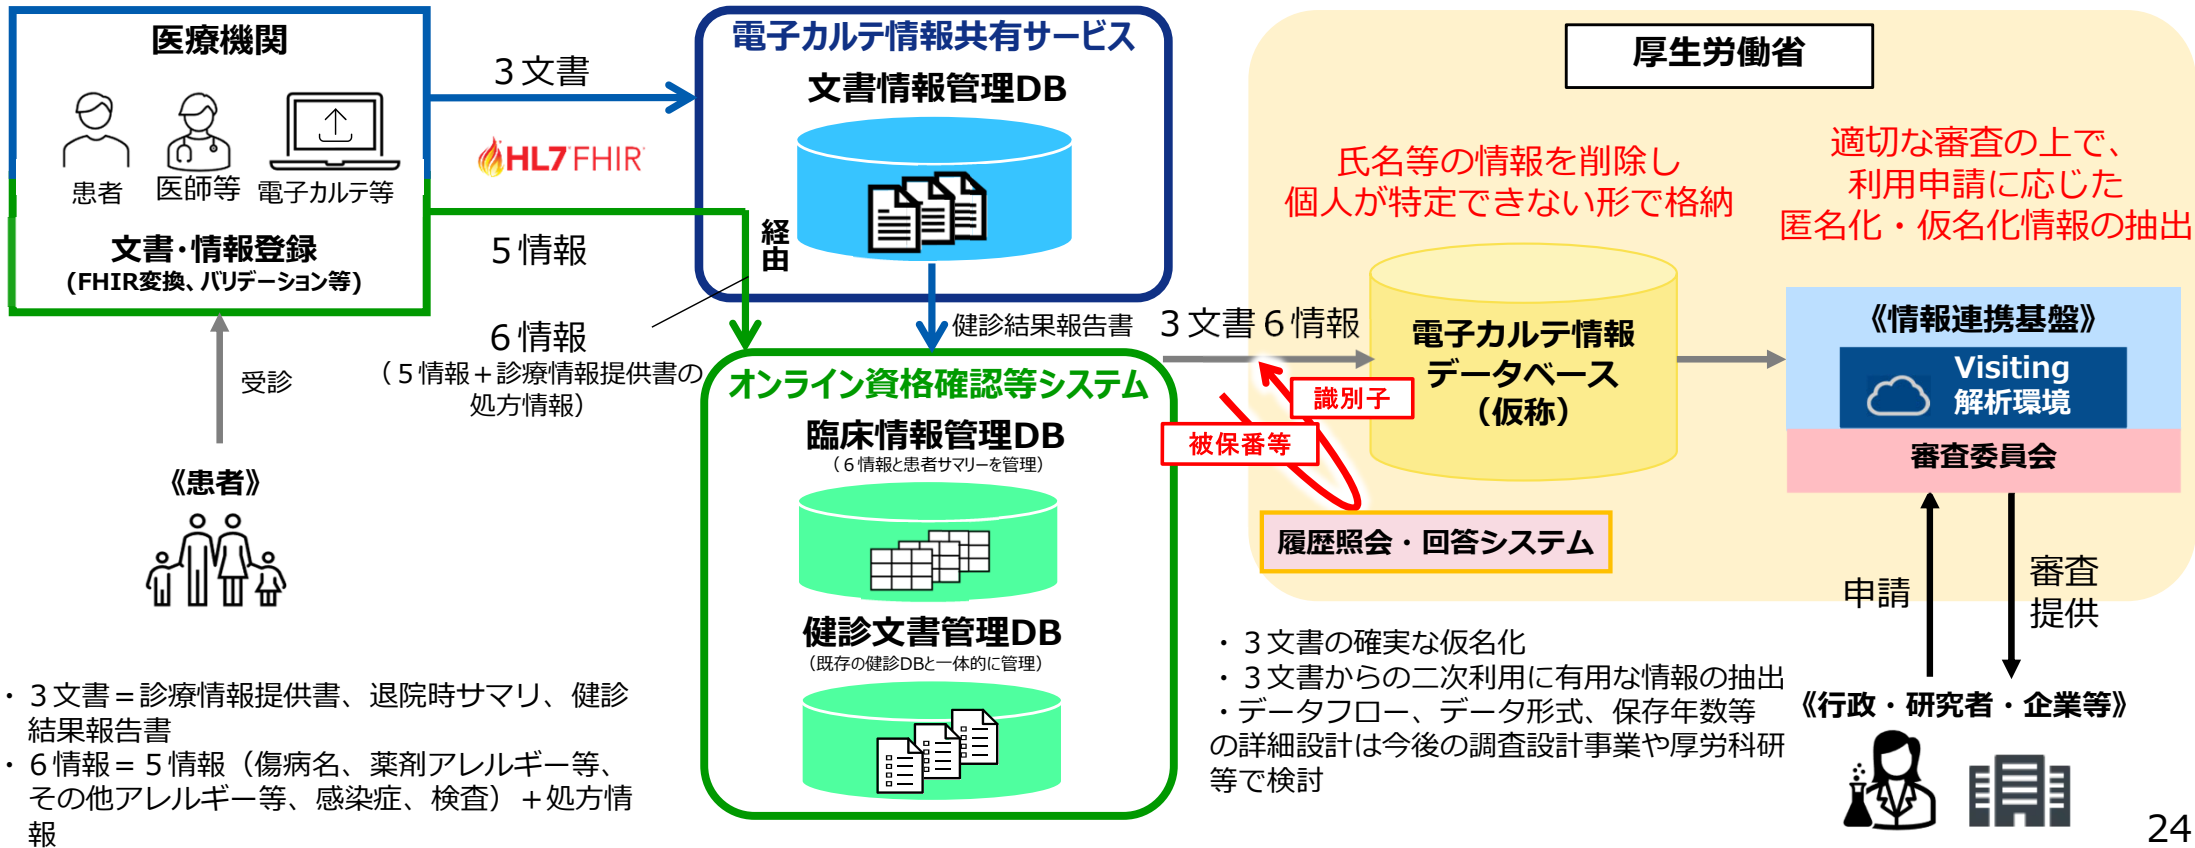 医療機関
患者
医師等
電子カルテ等
文書・情報登録
(FHIR変換、バリデーション等)
受診
《患者》
３文書
HL7 FHIR
５情報
６情報
（５情報＋診療情報提供書の
処方情報）
経由
電子カルテ情報共有サービス
文書情報管理DB
健診結果報告書
オンライン資格確認等システム
臨床情報管理DB
（６情報と患者サマリーを管理）
健診文書管理DB
（既存の健診DBと一体的に管理）
３文書６情報
識別子
被保番等
履歴照会・回答システム
厚生労働省
氏名等の情報を削除し
個人が特定できない形で格納
電子カルテ情報
データベース
（仮称）
適切な審査の上で、
利用申請に応じた
匿名化・仮名化情報の抽出
《情報連携基盤》
Visiting
解析環境
審査委員会
申請
審査
提供
《行政・研究者・企業等》
・３文書の確実な仮名化
・３文書からの二次利用に有用な情報の抽出
・データフロー、データ形式、保存年数等
の詳細設計は今後の調査設計事業や厚労科研
等で検討
・３文書＝診療情報提供書、退院時サマリ、健診
結果報告書
・６情報＝５情報（傷病名、薬剤アレルギー等、
その他アレルギー等、感染症、検査）＋処方情
報
24